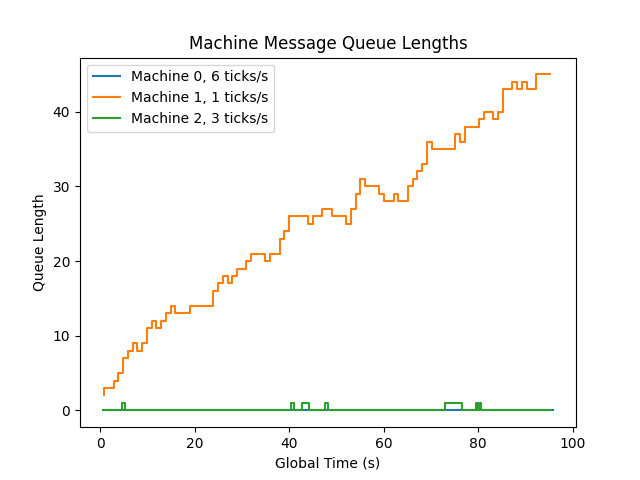 Machine Message Queue Lengths
Machine 0, 6 ticks/s
Machine 1, 1 ticks/s
Machine 2, 3 ticks/s
40
30
20
10
0
Queue Length
0 20 40 60 80 100
Global Time (s)